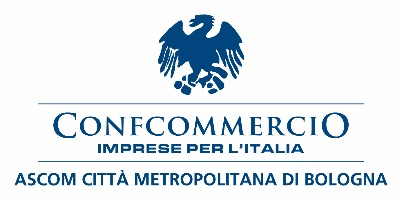 CONFCOMMERCIO
IMPRESE PER L'ITALIA
ASCOM CITTÀ METROPOLITANA DI BOLOGNA